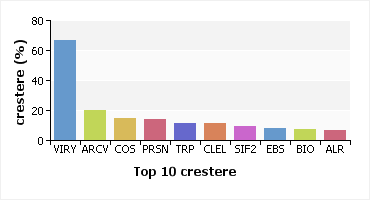 crestere (%)
80
60
40
20
0
VIRY ARCV COS PRSN TRP CLEL SIF2 EBS BIO ALR
Top 10 crestere